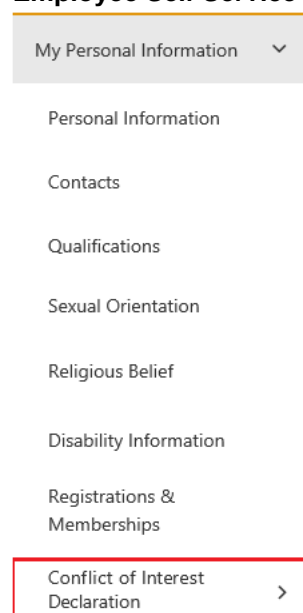 Employee Self Service
My Personal Information
Personal Information
Contacts
Qualifications
Sexual Orientation
Religious Belief
Disability Information
Registrations &
Memberships
Conflict of Interest
Declaration